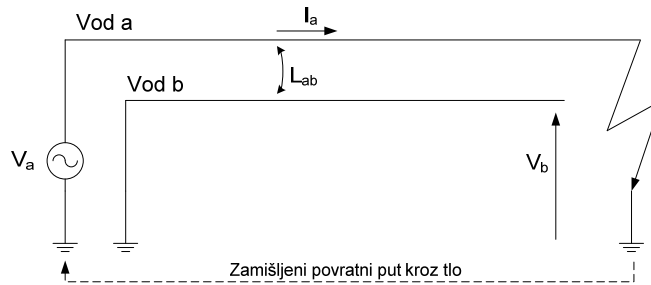 Vod a
Iₐ
Vod b
Lab
Va
Vb
Zamišljeni povratni put kroz tlo